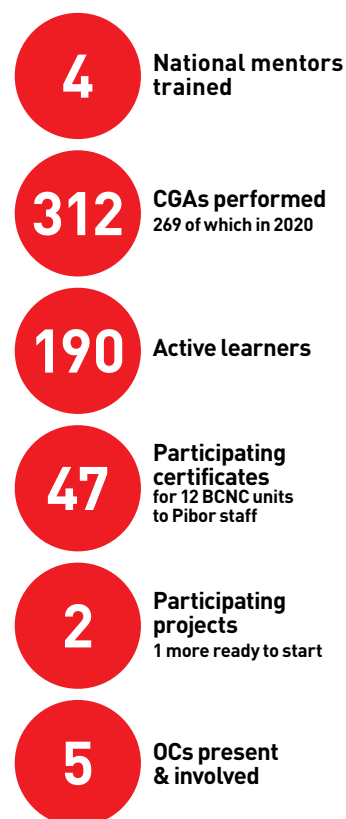 4
National mentors
trained
312
CGAs performed
269 of which in 2020
190
Active learners
47
Participating
certificates
for 12 BCNC units
to Pibor staff
2
Participating
projects
1 more ready to start
5
OCs present
& involved